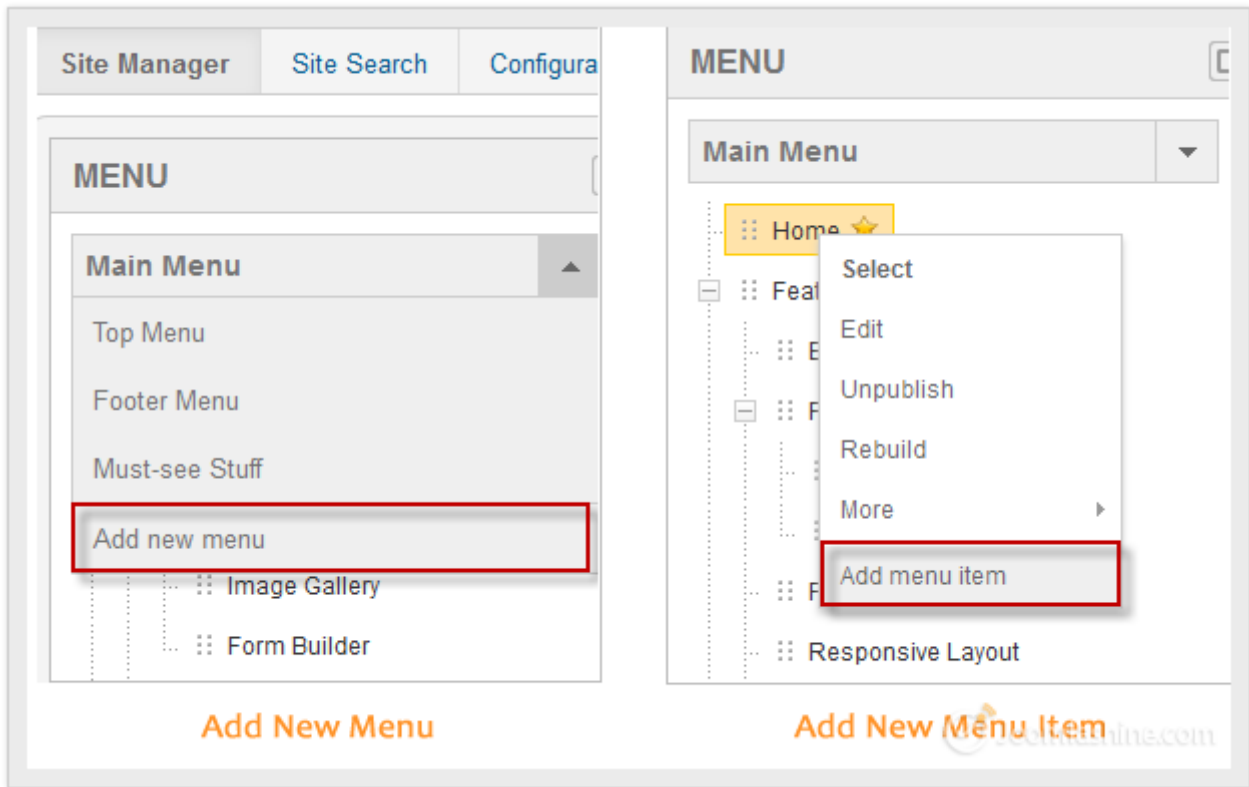 Site Manager
Site Search
Configura
MENU
Main Menu
Top Menu
Footer Menu
Must-see Stuff
Add new menu
Image Gallery
Form Builder
Add New Menu
MENU
Main Menu
Home
Feat
Select
Edit
Unpublish
Rebuild
More
Add menu item
Responsive Layout
Add New Menu Item